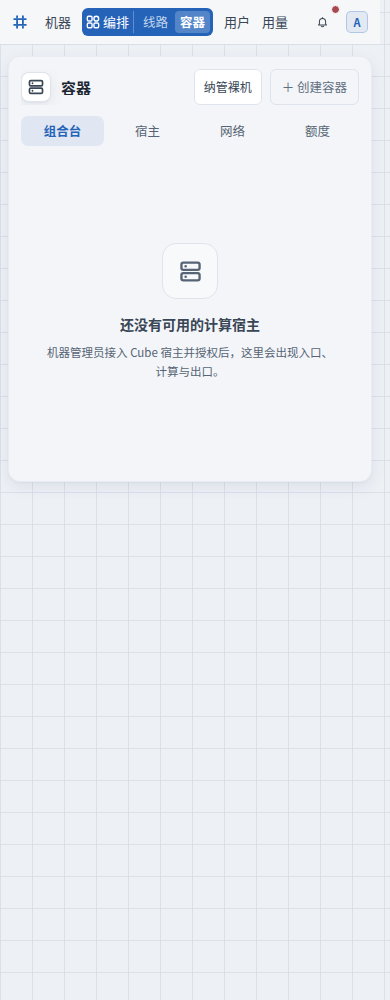 机器 编排 线路 容器 用户 用量 A
容器 纳管裸机 创建容器
组合台 宿主 网络 额度
还没有可用的计算宿主
机器管理员接入 Cube 宿主并授权后，这里会出现入口、
计算与出口。